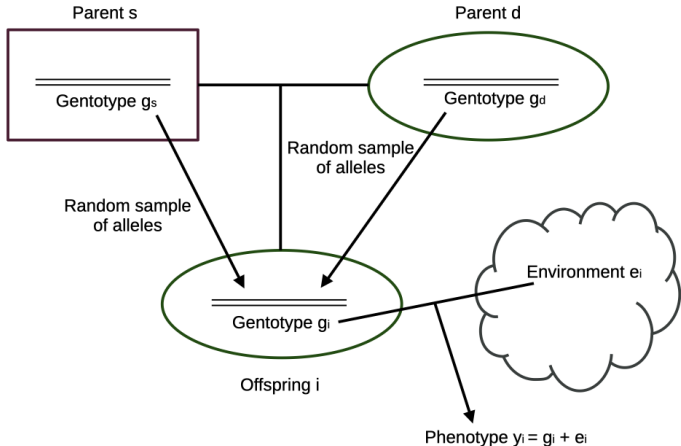 Parent s
Parent d
Gentotype gs
Gentotype gd
Random sample
of alleles
Random sample
of alleles
Environment ei
Gentotype gi
Offspring i
Phenotype yi = gi + ei